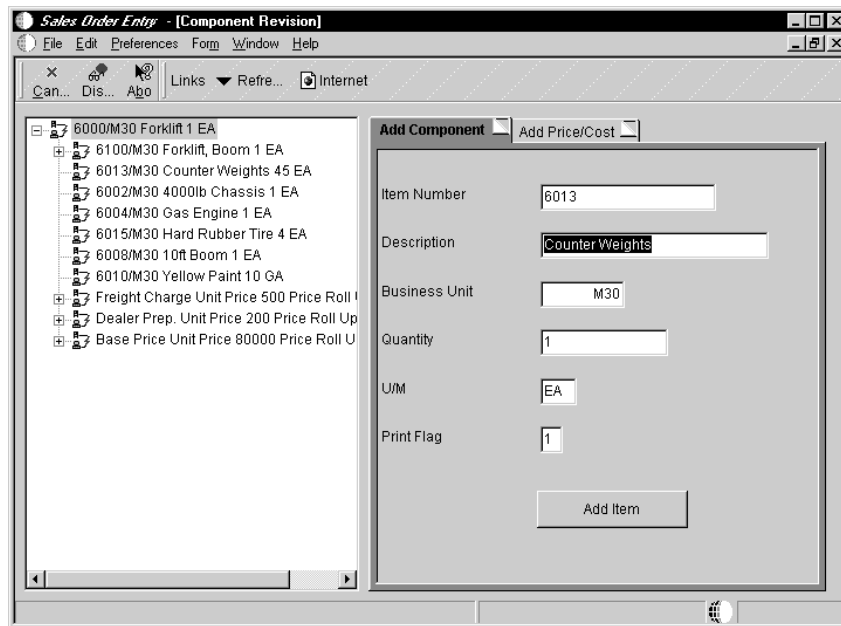 Sales Order Entry - [Component Revision]
File Edit Preferences Form Window Help
Can... Dis... Abo Links Refre... Internet
6000/M30 Forklift 1 EA
6100/M30 Forklift, Boom 1 EA
6013/M30 Counter Weights 45 EA
6002/M30 4000lb Chassis 1 EA
6004/M30 Gas Engine 1 EA
6015/M30 Hard Rubber Tire 4 EA
6008/M30 10ft Boom 1 EA
6010/M30 Yellow Paint 10 GA
Freight Charge Unit Price 500 Price Roll
Dealer Prep. Unit Price 200 Price Roll Up
Base Price Unit Price 80000 Price Roll U
Add Component Add Price/Cost
Item Number 6013
Description Counter Weights
Business Unit M30
Quantity 1
U/M EA
Print Flag 1
Add Item